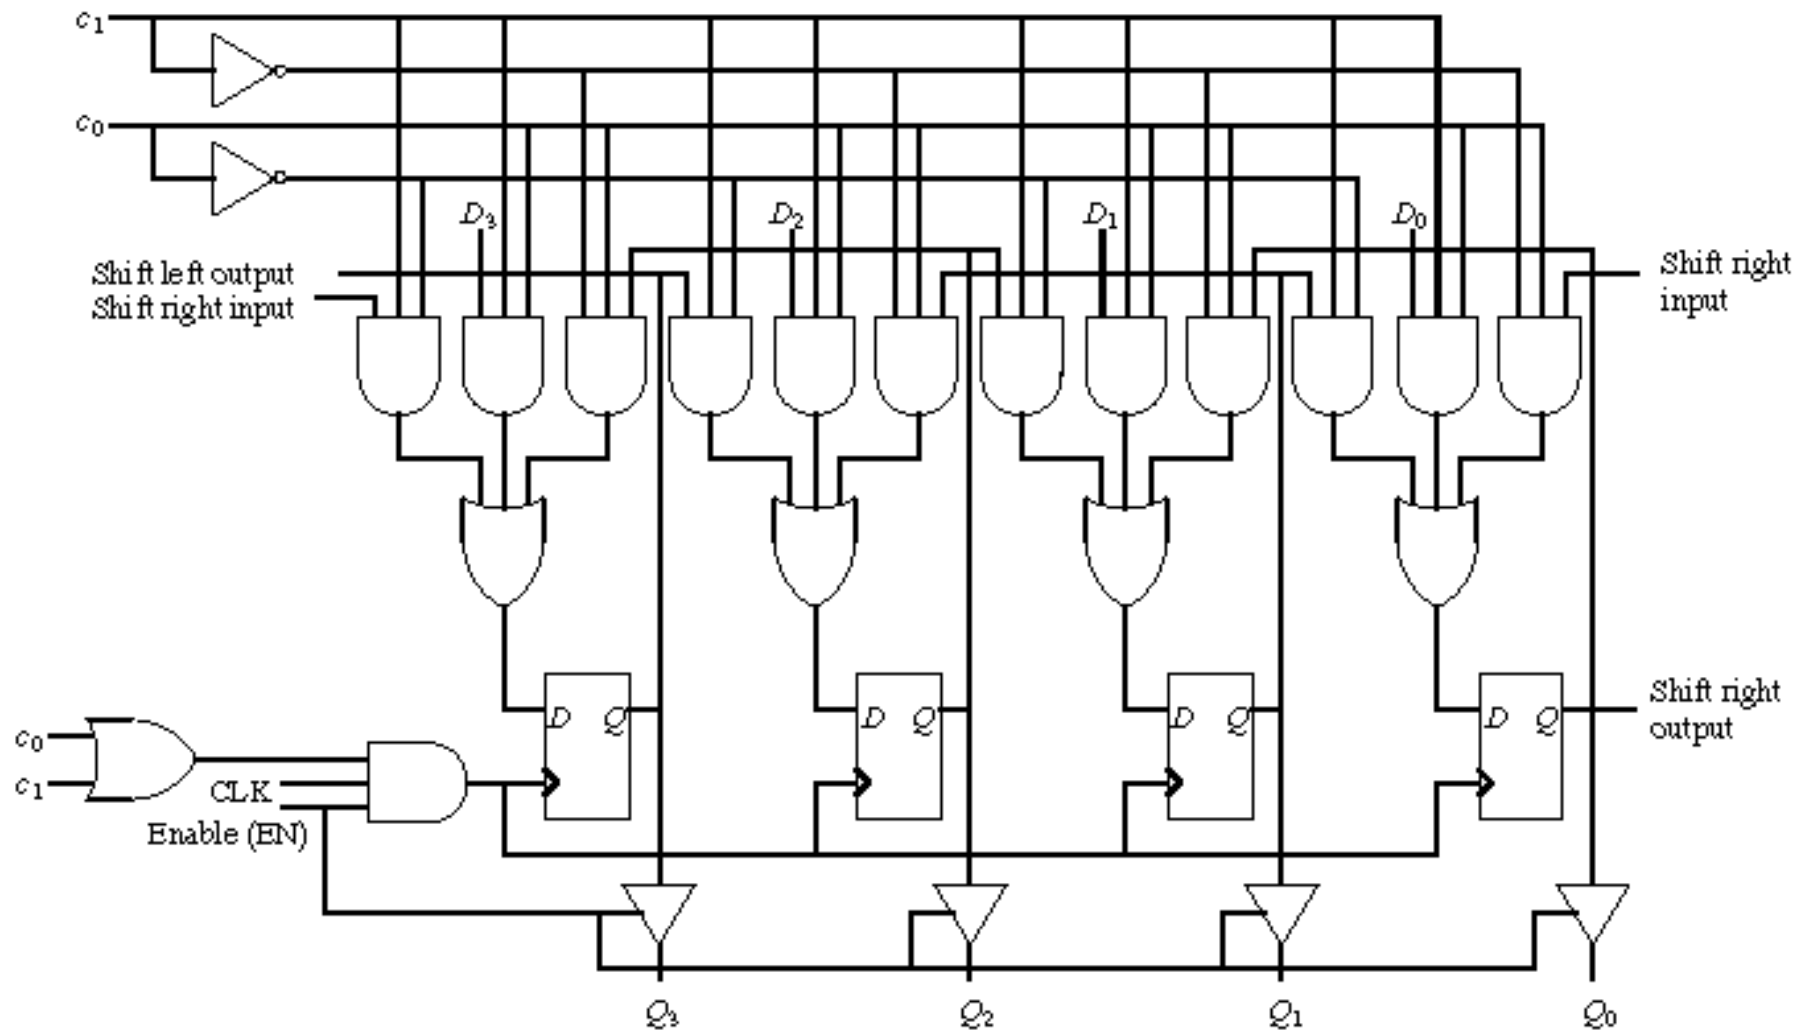 c1
c0
D3
D2
D1
D0
Shift left output
Shift right input
Shift right
input
D Q
D Q
D Q
D Q
Shift right
output
c0
c1
CLK
Enable (EN)
Q3
Q2
Q1
Q0